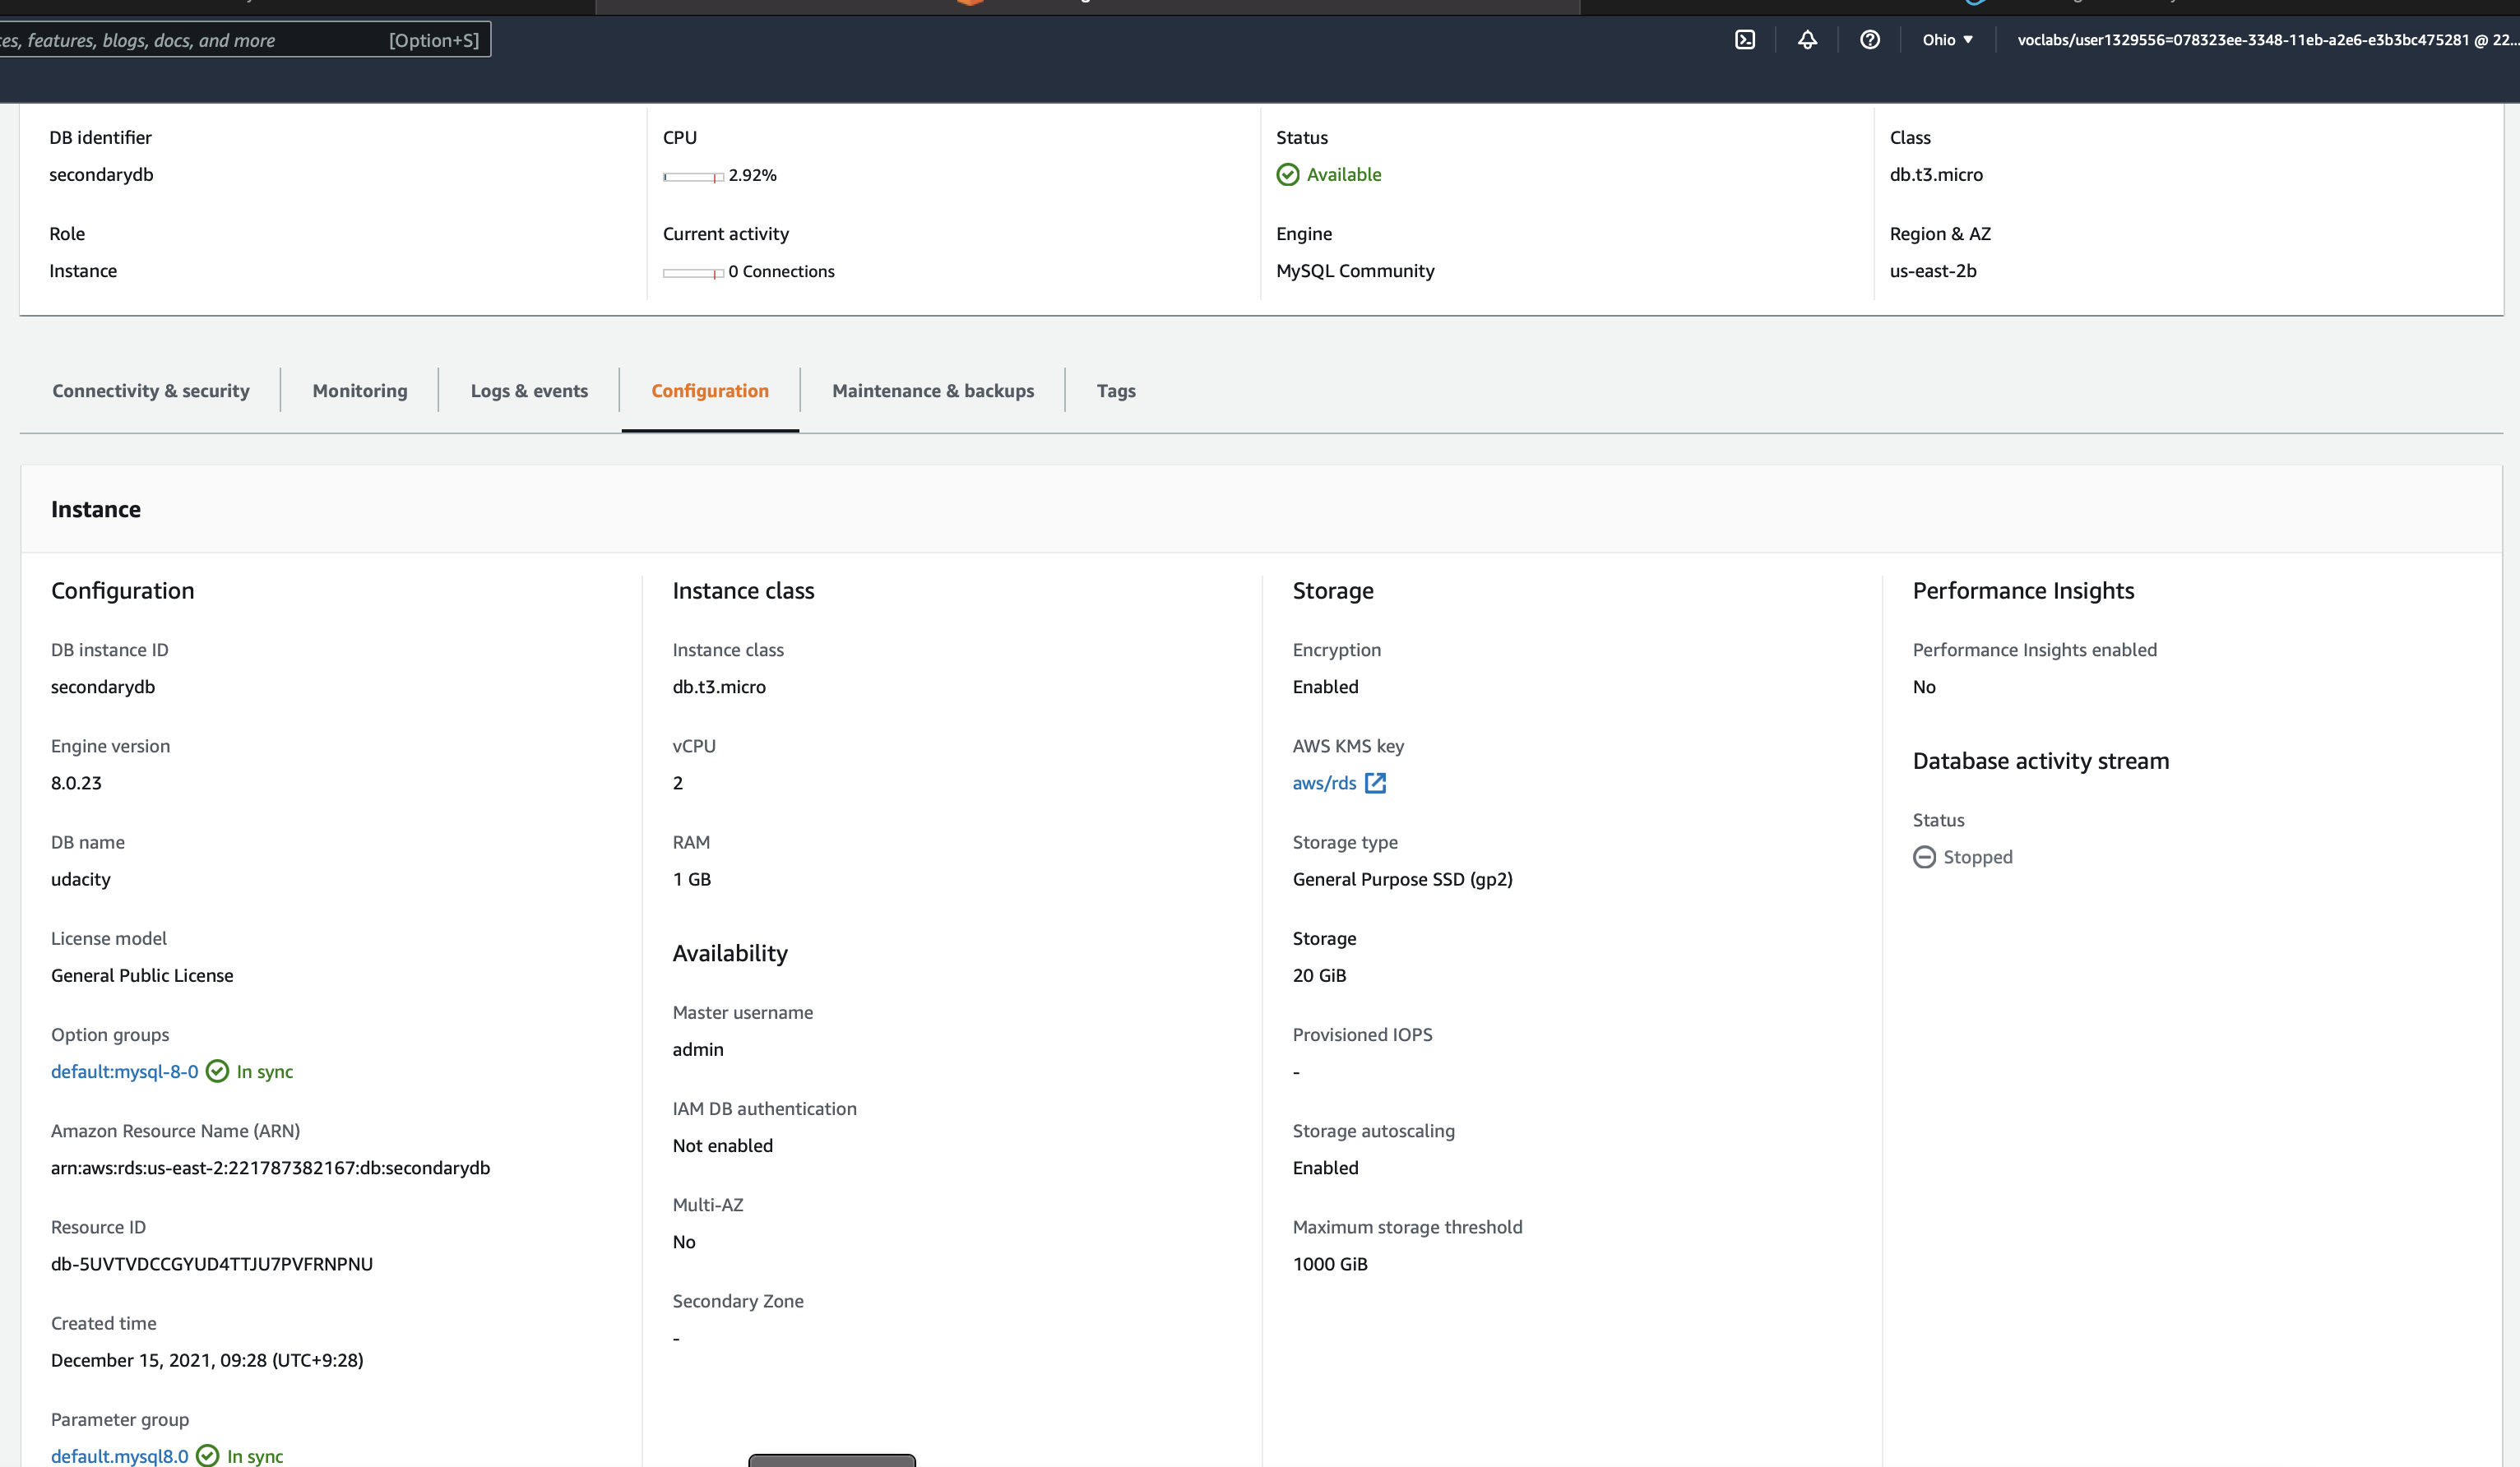 features, blogs, docs, and more [Option+S]
Ohio
voclabs/user1329556=078323ee-3348-11eb-a2e6-e3b3bc475281 @ 22...
DB identifier
secondarydb
CPU
2.92%
Status
Available
Class
db.t3.micro
Role
Instance
Current activity
0 Connections
Engine
MySQL Community
Region & AZ
us-east-2b
Connectivity & security
Monitoring
Logs & events
Configuration
Maintenance & backups
Tags
Instance
Configuration
DB instance ID
secondarydb
Engine version
8.0.23
DB name
udacity
License model
General Public License
Option groups
default:mysql-8-0 In sync
Amazon Resource Name (ARN)
arn:aws:rds:us-east-2:221787382167:db:secondarydb
Resource ID
db-5UVTVDCCGYUD4TTJU7PVFRNPNU
Created time
December 15, 2021, 09:28 (UTC+9:28)
Parameter group
default.mysql8.0 In sync
Instance class
Instance class
db.t3.micro
vCPU
2
RAM
1 GB
Availability
Master username
admin
IAM DB authentication
Not enabled
Multi-AZ
No
Secondary Zone
-
Storage
Encryption
Enabled
AWS KMS key
aws/rds
Storage type
General Purpose SSD (gp2)
Storage
20 GiB
Provisioned IOPS
-
Storage autoscaling
Enabled
Maximum storage threshold
1000 GiB
Performance Insights
Performance Insights enabled
No
Database activity stream
Status
Stopped